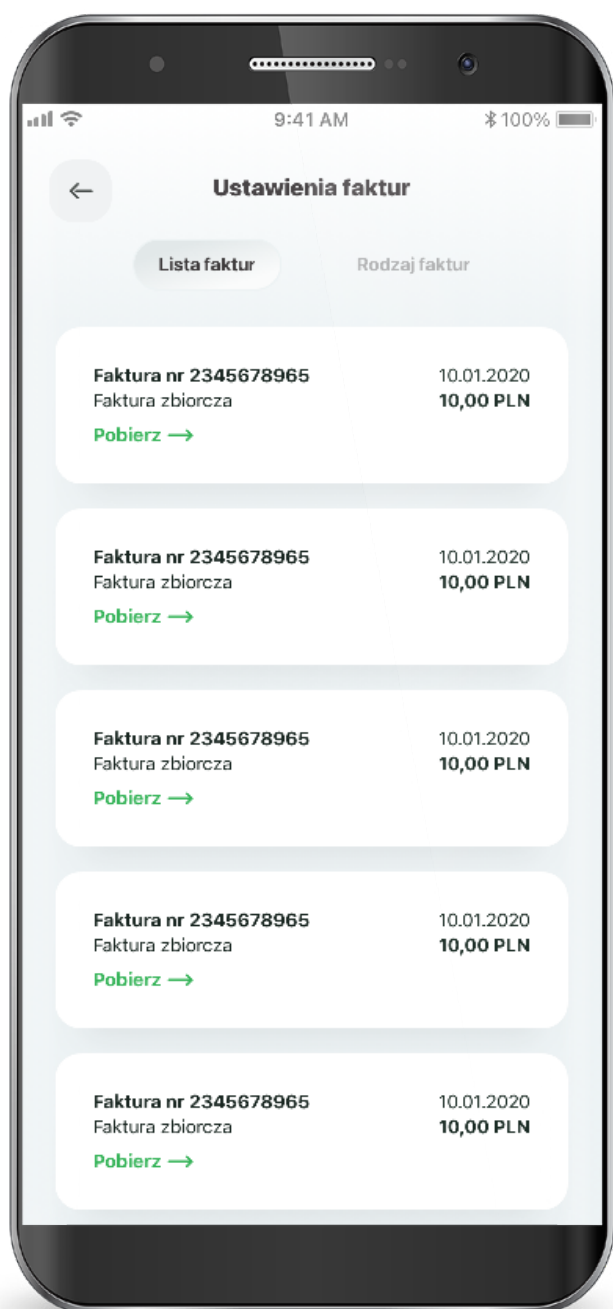 9:41 AM
100%
Ustawienia faktur
Lista faktur
Rodzaj faktur
Faktura nr 2345678965
10.01.2020
Faktura zbiorcza
10,00 PLN
Pobierz →
Faktura nr 2345678965
10.01.2020
Faktura zbiorcza
10,00 PLN
Pobierz →
Faktura nr 2345678965
10.01.2020
Faktura zbiorcza
10,00 PLN
Pobierz →
Faktura nr 2345678965
10.01.2020
Faktura zbiorcza
10,00 PLN
Pobierz →
Faktura nr 2345678965
10.01.2020
Faktura zbiorcza
10,00 PLN
Pobierz →